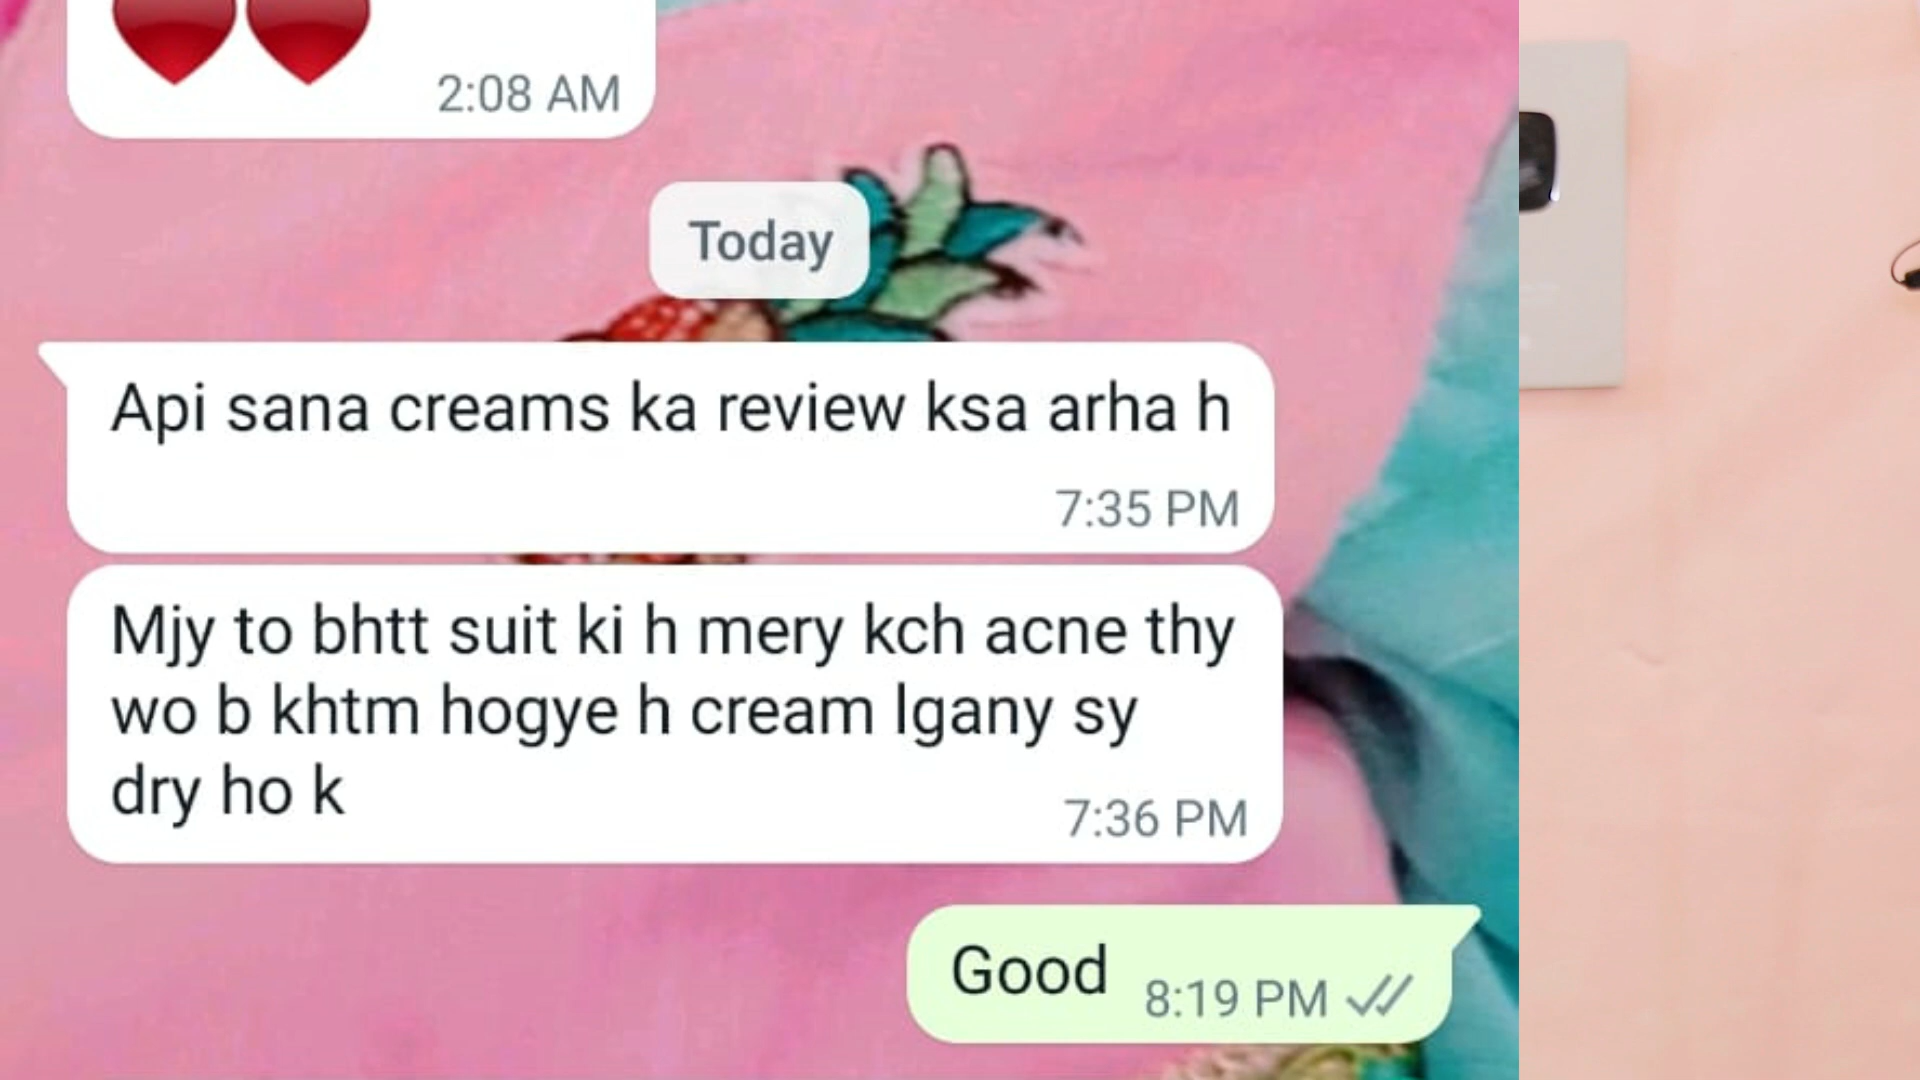 2:08 AM
Today
Api sana creams ka review ksa arha h
7:35 PM
Mjy to bhtt suit ki h mery kch acne thy
wo b khtm hogye h cream lgany sy
dry ho k
7:36 PM
Good
8:19 PM